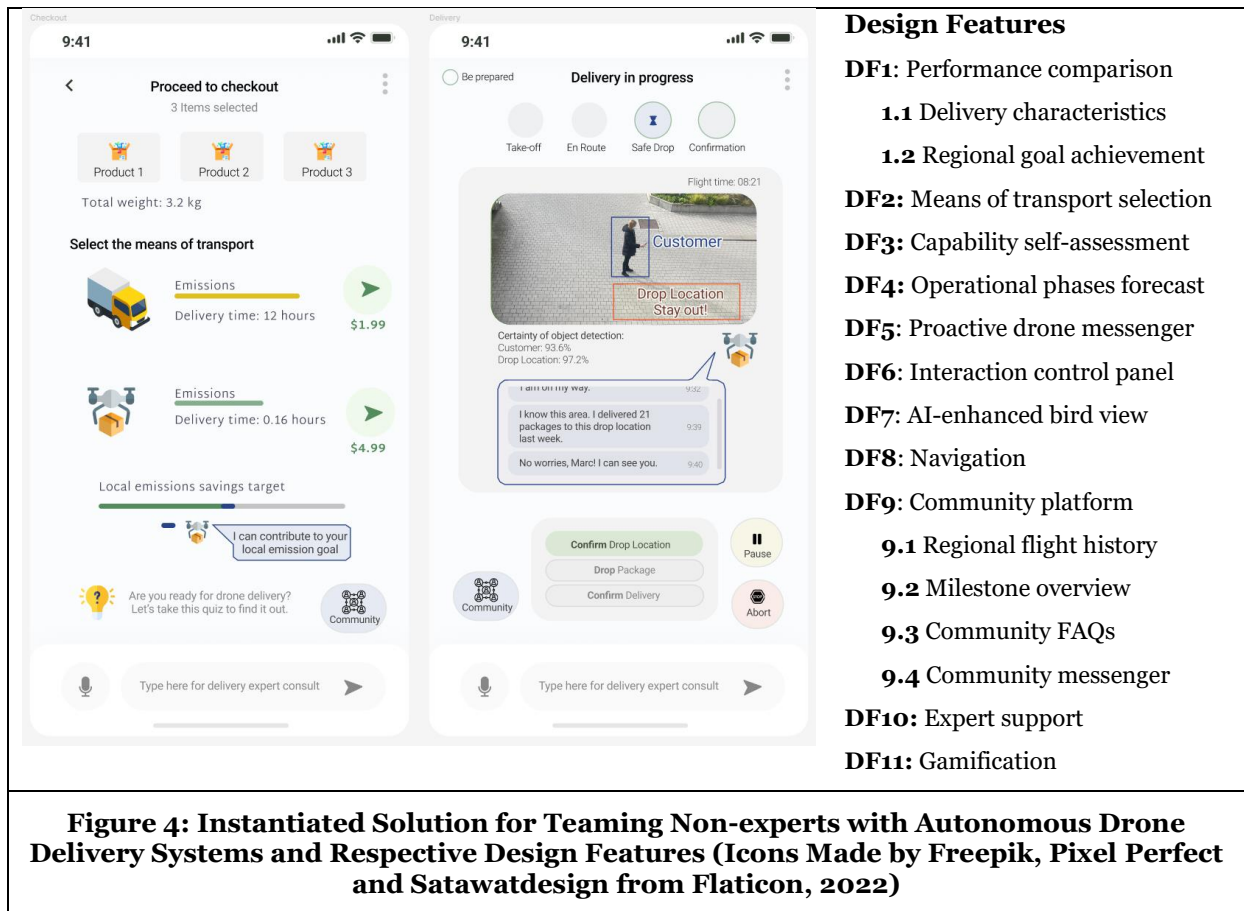 Checkout
9:41
Proceed to checkout
3 Items selected
Product 1
Product 2
Product 3
Total weight: 3.2 kg
Select the means of transport
Emissions
Delivery time: 12 hours
$1.99
Emissions
Delivery time: 0.16 hours
$4.99
Local emissions savings target
I can contribute to your
local emission goal
Are you ready for drone delivery?
Let's take this quiz to find it out.
Community
Type here for delivery expert consult
Delivery
9:41
Be prepared
Delivery in progress
Take-off
En Route
Safe Drop
Confirmation
Flight time: 08:21
Customer
Drop Location
Stay out!
Certainty of object detection:
Customer: 93.6%
Drop Location: 97.2%
I am on my way.
9:32
I know this area. I delivered 21
packages to this drop location
last week.
9:39
No worries, Marc! I can see you.
9:40
Confirm Drop Location
Drop Package
Confirm Delivery
Pause
STOP
Abort
Community
Type here for delivery expert consult
Design Features
DF1: Performance comparison
1.1 Delivery characteristics
1.2 Regional goal achievement
DF2: Means of transport selection
DF3: Capability self-assessment
DF4: Operational phases forecast
DF5: Proactive drone messenger
DF6: Interaction control panel
DF7: AI-enhanced bird view
DF8: Navigation
DF9: Community platform
9.1 Regional flight history
9.2 Milestone overview
9.3 Community FAQs
9.4 Community messenger
DF10: Expert support
DF11: Gamification
Figure 4: Instantiated Solution for Teaming Non-experts with Autonomous Drone
Delivery Systems and Respective Design Features (Icons Made by Freepik, Pixel Perfect
and Satawatdesign from Flaticon, 2022)